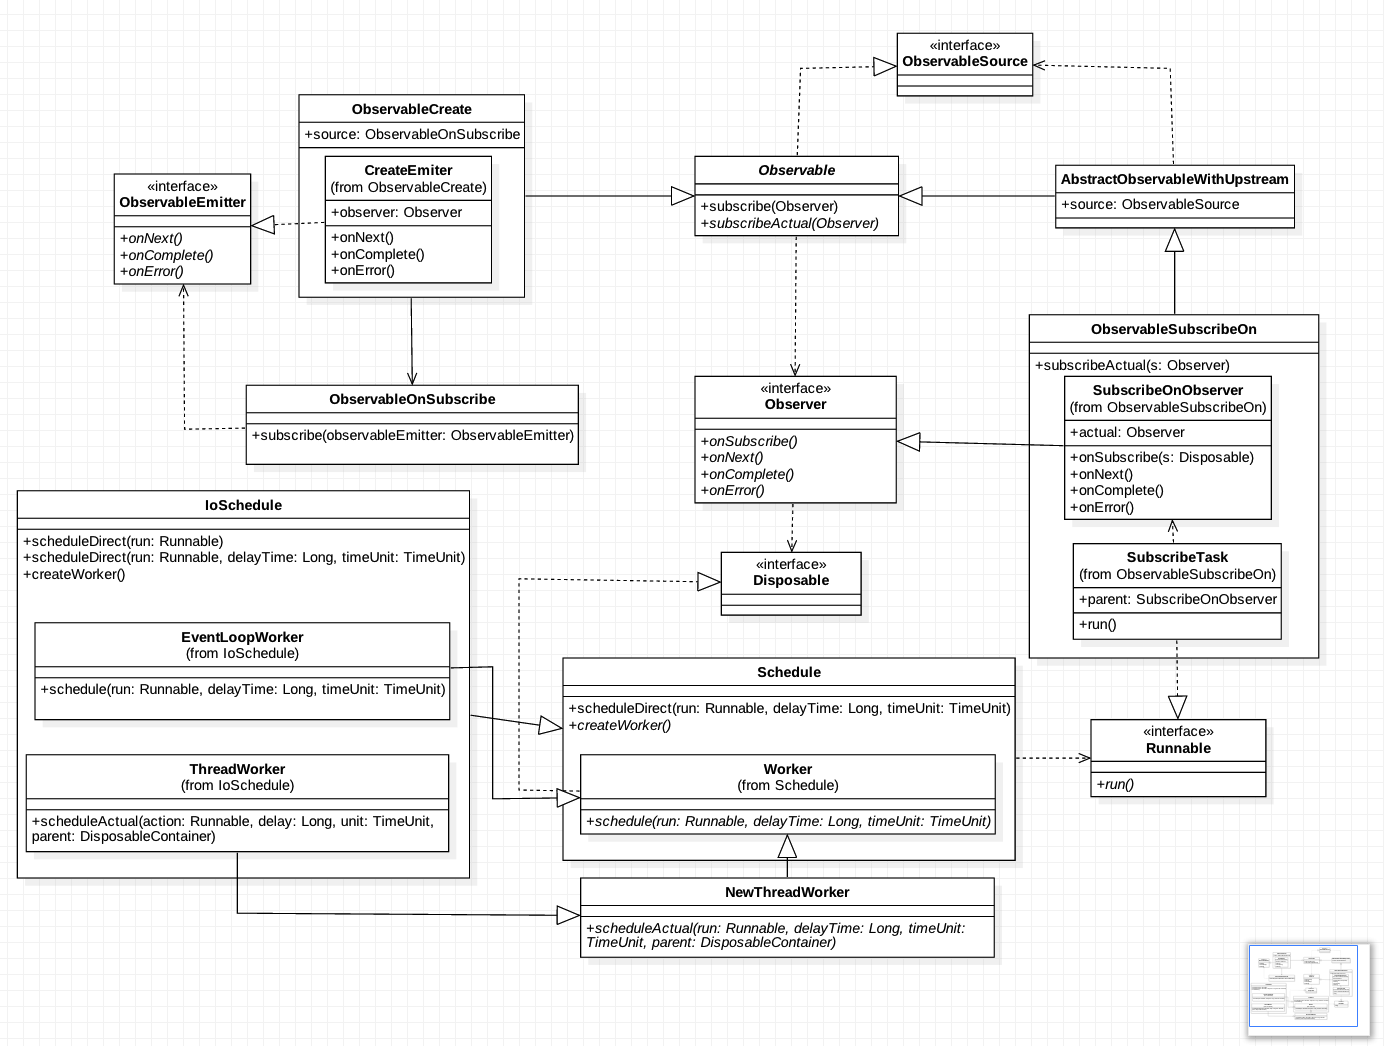 «interface»
ObservableSource
ObservableCreate
+source: ObservableOnSubscribe
CreateEmiter
(from ObservableCreate)
+observer: Observer
+onNext()
+onComplete()
+onError()
«interface»
ObservableEmitter
+onNext()
+onComplete()
+onError()
Observable
+subscribe(Observer)
+subscribeActual(Observer)
AbstractObservableWithUpstream
+source: ObservableSource
ObservableOnSubscribe
+subscribe(observableEmitter: ObservableEmitter)
«interface»
Observer
+onSubscribe()
+onNext()
+onComplete()
+onError()
ObservableSubscribeOn
+subscribeActual(s: Observer)
SubscribeOnObserver
(from ObservableSubscribeOn)
+actual: Observer
+onSubscribe(s: Disposable)
+onNext()
+onComplete()
+onError()
SubscribeTask
(from ObservableSubscribeOn)
+parent: SubscribeOnObserver
+run()
«interface»
Disposable
IoSchedule
+scheduleDirect(run: Runnable)
+scheduleDirect(run: Runnable, delayTime: Long, timeUnit: TimeUnit)
+createWorker()
EventLoopWorker
(from IoSchedule)
+schedule(run: Runnable, delayTime: Long, timeUnit: TimeUnit)
ThreadWorker
(from IoSchedule)
+scheduleActual(action: Runnable, delay: Long, unit: TimeUnit,
parent: DisposableContainer)
Schedule
+scheduleDirect(run: Runnable, delayTime: Long, timeUnit: TimeUnit)
+createWorker()
Worker
(from Schedule)
+schedule(run: Runnable, delayTime: Long, timeUnit: TimeUnit)
«interface»
Runnable
+run()
NewThreadWorker
+scheduleActual(run: Runnable, delayTime: Long, timeUnit:
TimeUnit, parent: DisposableContainer)